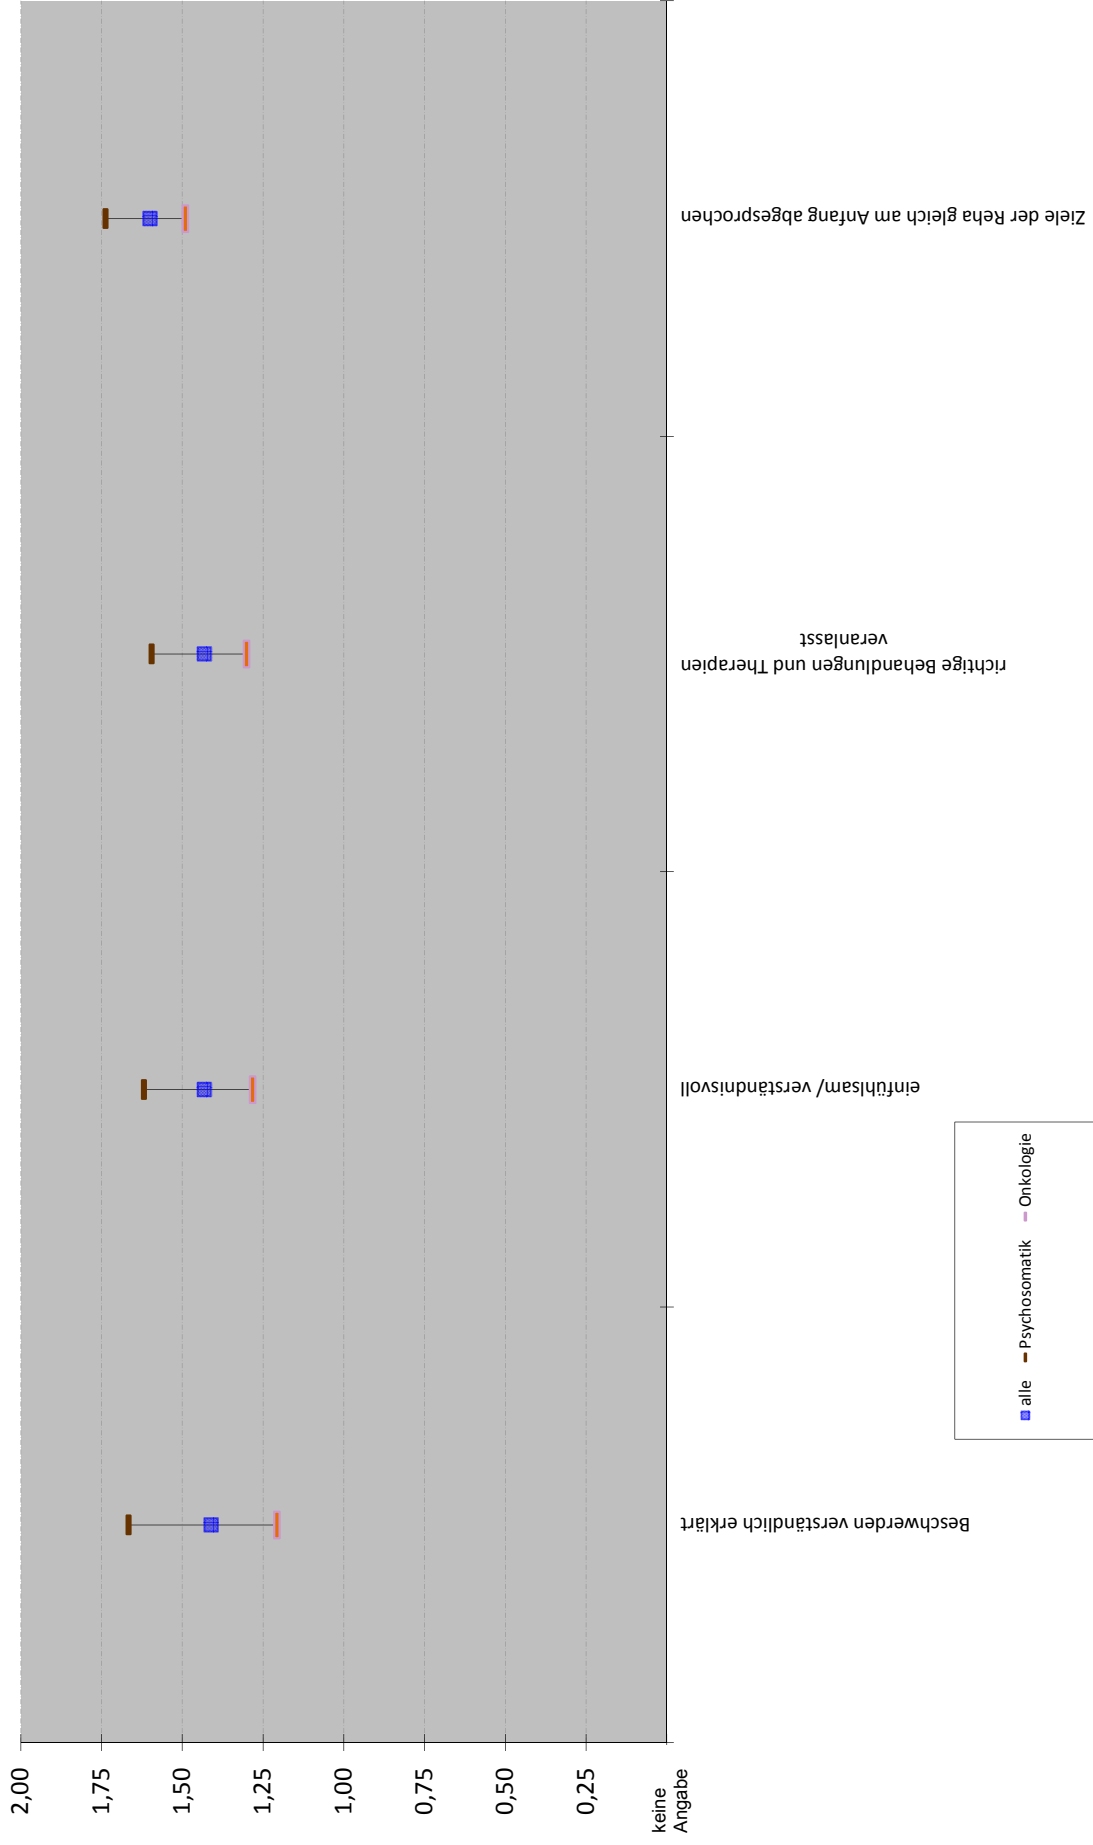 2,00
1,75
1,50
1,25
1,00
0,75
0,50
0,25
keine
Angabe
Beschwerden verständlich erklärt
einfühlsam/ verständnisvoll
richtige Behandlungen und Therapien
veranlasst
Ziele der Reha gleich am Anfang abgesprochen
alle Psychosomatik Onkologie